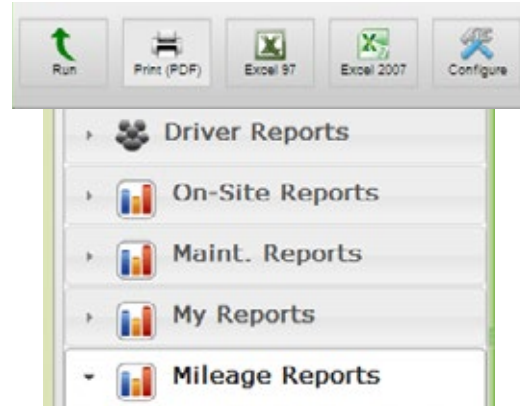 Run Print (PDF) Excel 97 Excel 2007 Configure
Driver Reports
On-Site Reports
Maint. Reports
My Reports
Mileage Reports